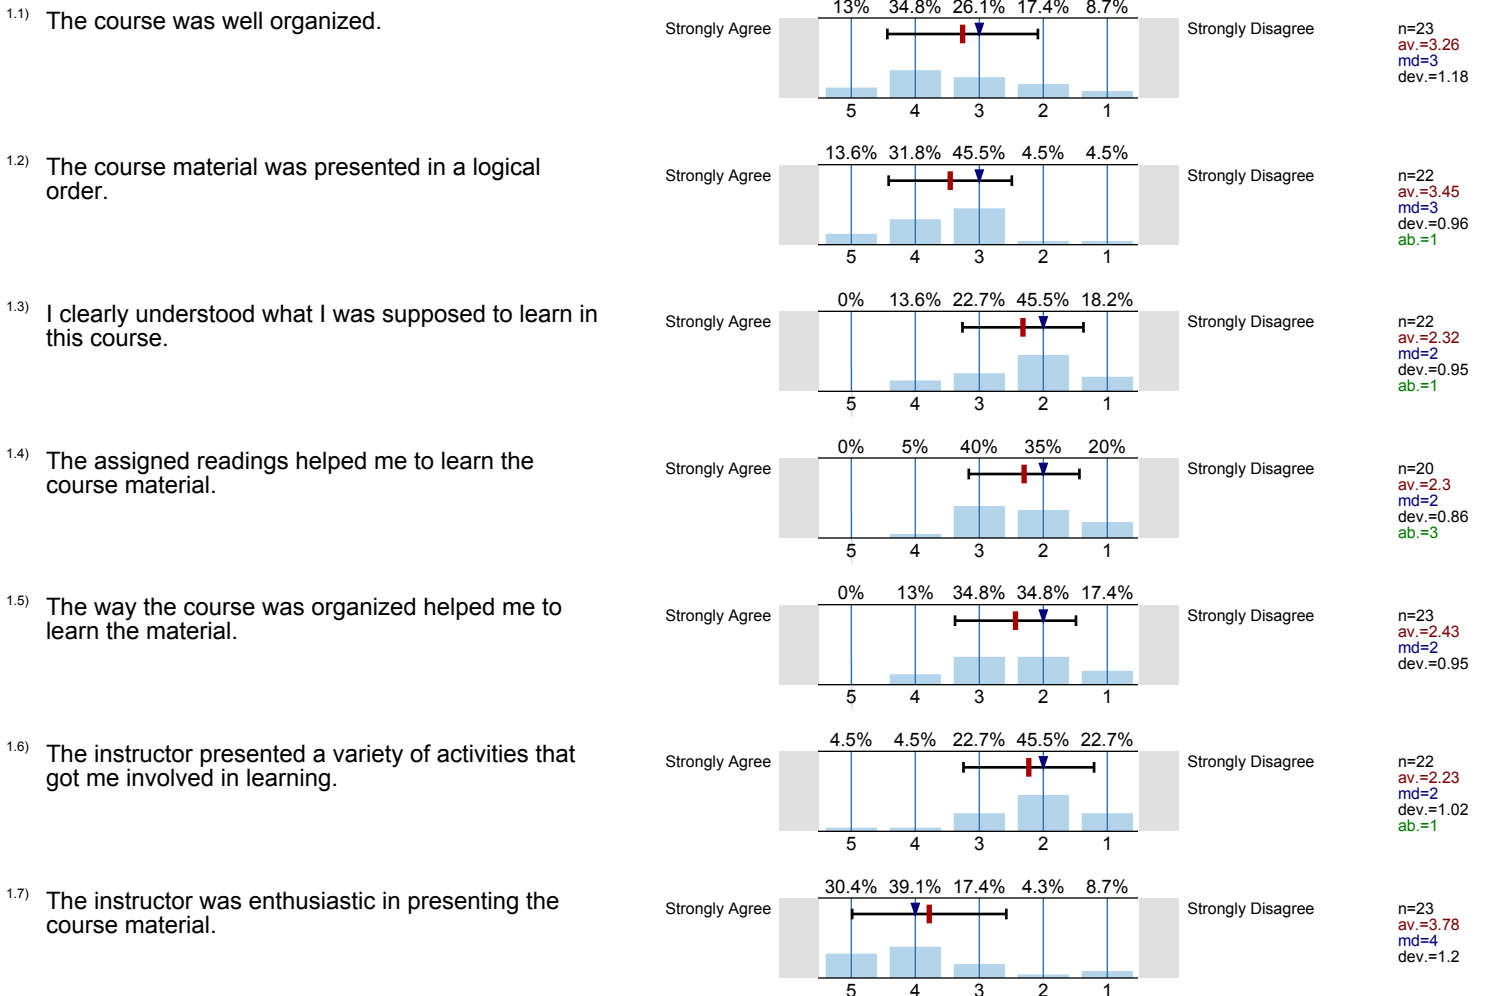 1.1) The course was well organized.
13% 34.8% 26.1% 17.4% 8.7%
Strongly Agree
Strongly Disagree
5 4 3 2 1
n=23
av.=3.26
md=3
dev.=1.18
1.2) The course material was presented in a logical
order.
13.6% 31.8% 45.5% 4.5% 4.5%
Strongly Agree
Strongly Disagree
5 4 3 2 1
n=22
av.=3.45
md=3
dev.=0.96
ab.=1
1.3) I clearly understood what I was supposed to learn in
this course.
0% 13.6% 22.7% 45.5% 18.2%
Strongly Agree
Strongly Disagree
5 4 3 2 1
n=22
av.=2.32
md=2
dev.=0.95
ab.=1
1.4) The assigned readings helped me to learn the
course material.
0% 5% 40% 35% 20%
Strongly Agree
Strongly Disagree
5 4 3 2 1
n=20
av.=2.3
md=2
dev.=0.86
ab.=3
1.5) The way the course was organized helped me to
learn the material.
0% 13% 34.8% 34.8% 17.4%
Strongly Agree
Strongly Disagree
5 4 3 2 1
n=23
av.=2.43
md=2
dev.=0.95
1.6) The instructor presented a variety of activities that
got me involved in learning.
4.5% 4.5% 22.7% 45.5% 22.7%
Strongly Agree
Strongly Disagree
5 4 3 2 1
n=22
av.=2.23
md=2
dev.=1.02
ab.=1
1.7) The instructor was enthusiastic in presenting the
course material.
30.4% 39.1% 17.4% 4.3% 8.7%
Strongly Agree
Strongly Disagree
5 4 3 2 1
n=23
av.=3.78
md=4
dev.=1.2